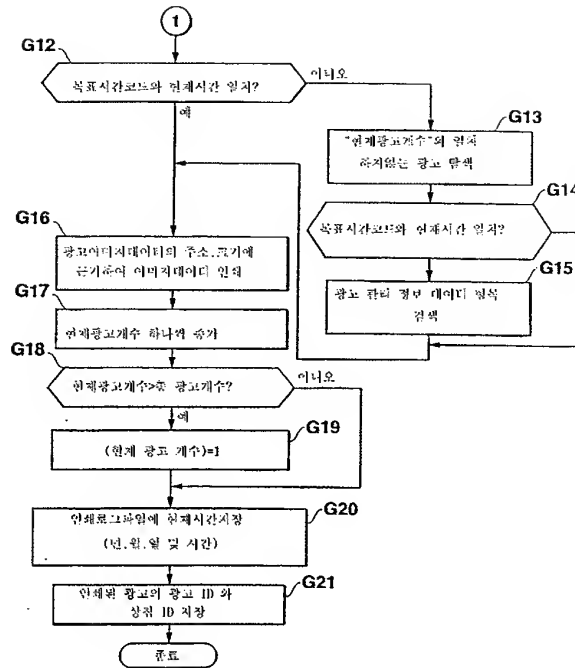 1
G12
목표시간코드와 현재시간 일치?
아니오
예
G13
"현재광고개수"와 일치
하지않는 광고 탐색
G14
목표시간코드와 현재시간 일치?
G15
광고 관리 정보 데이터 블록
검색
G16
광고이미지데이터의 주소,크기에
근거하여 이미지데이터 인쇄
G17
현재광고개수 하나씩 증가
G18
현재광고개수>총 광고개수?
아니오
예
G19
(현재 광고 개수)=1
G20
인쇄로그파일에 현재시간저장
(년,월,일 및 시간)
G21
인쇄된 광고의 광고 ID 와
상점 ID 저장
종료